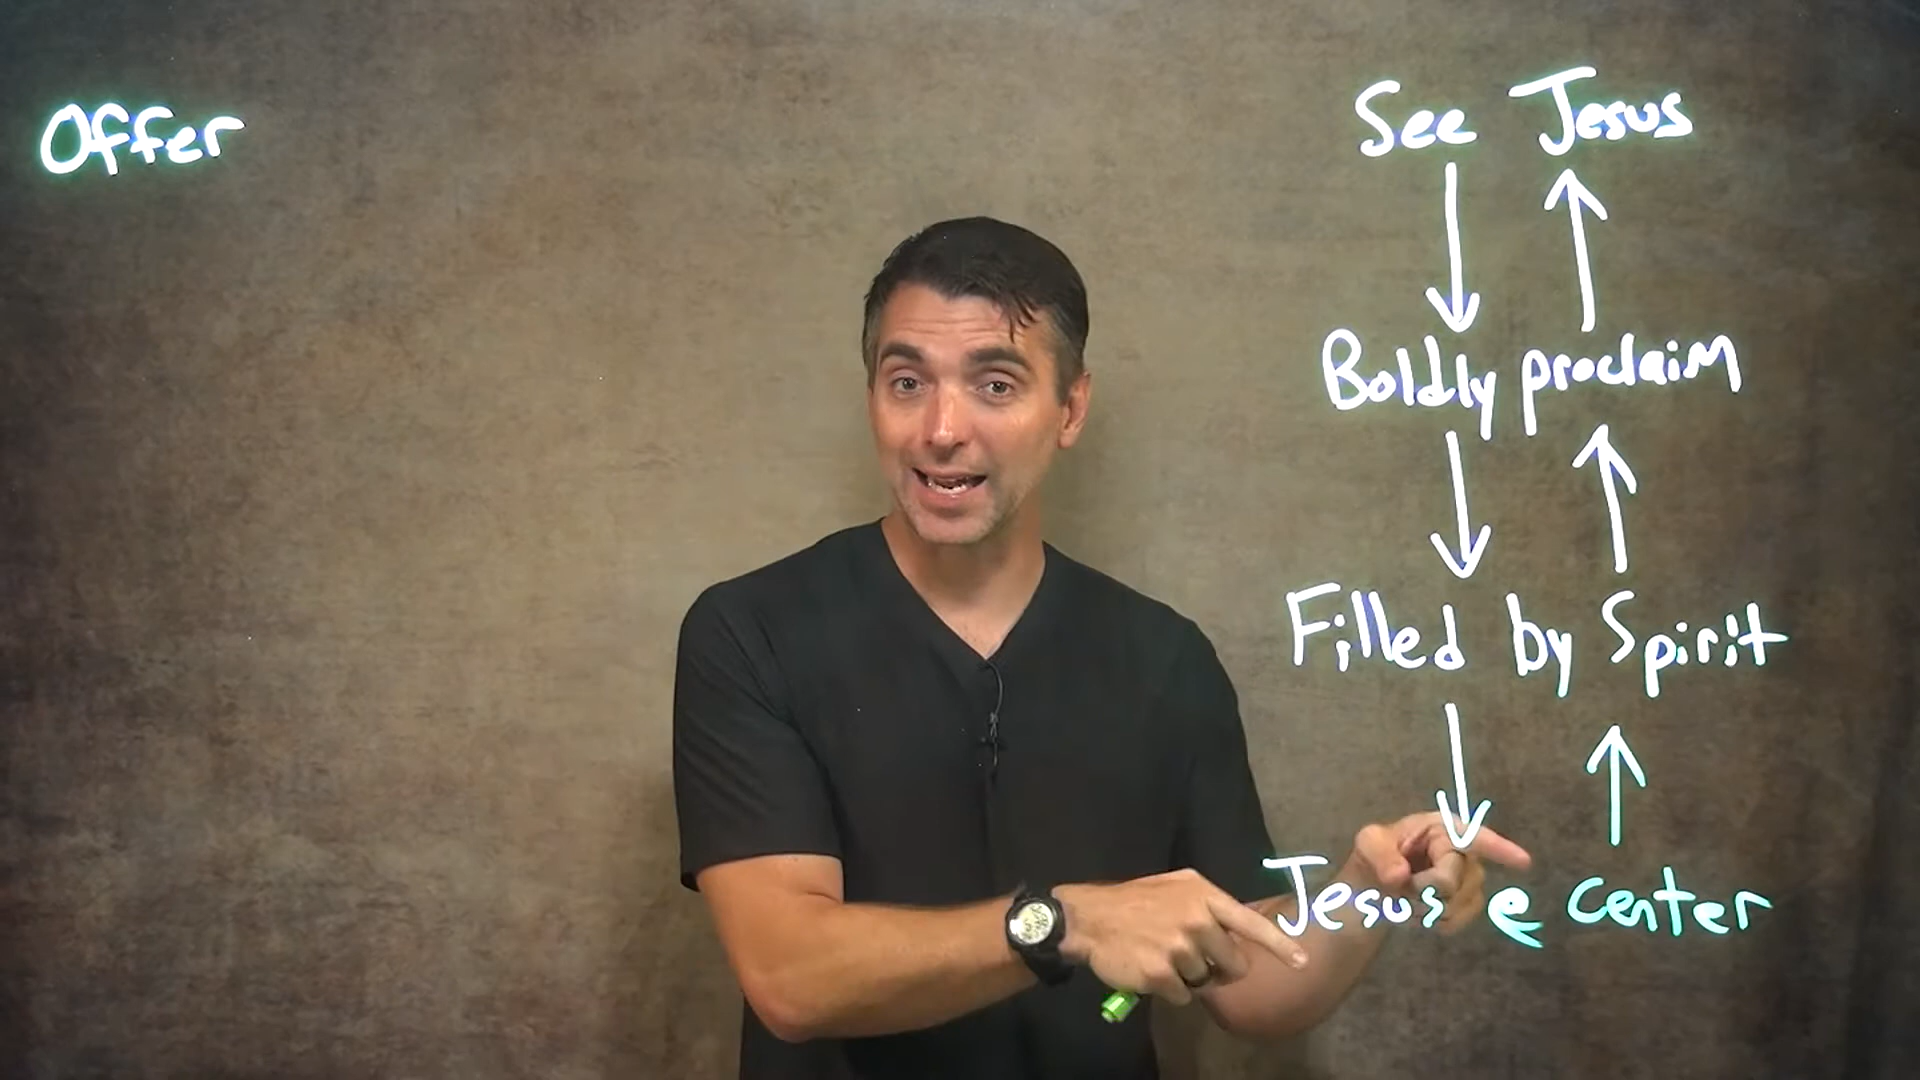 Offer
See Jesus
Boldly proclaim
Filled by Spirit
Jesus @ center